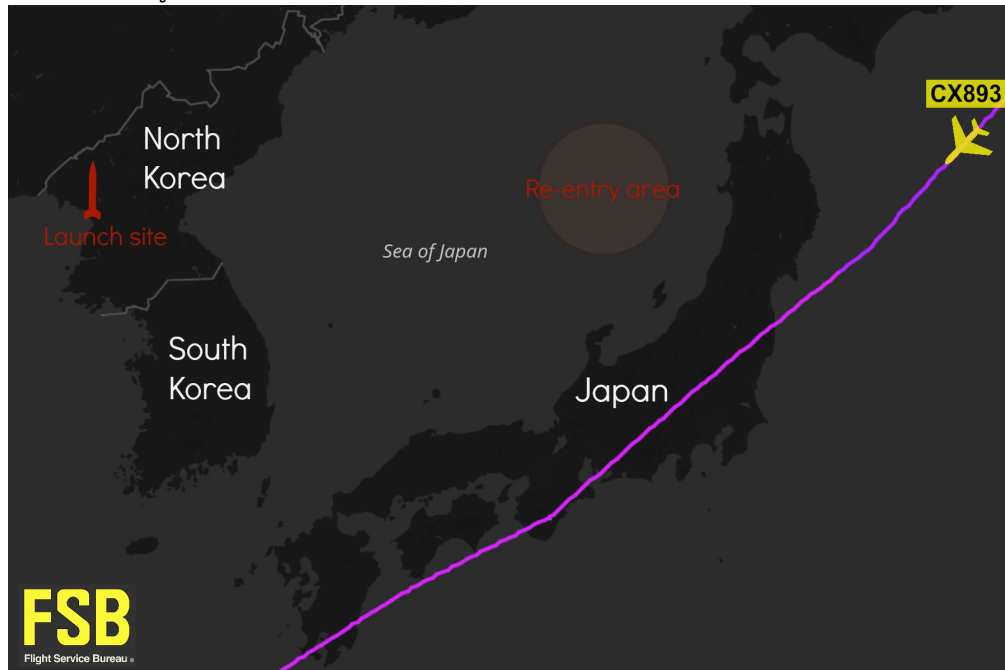 CX893
North
Korea
Re-entry area
Launch site
Sea of Japan
South
Korea
Japan
FSB
Flight Service Bureau ®